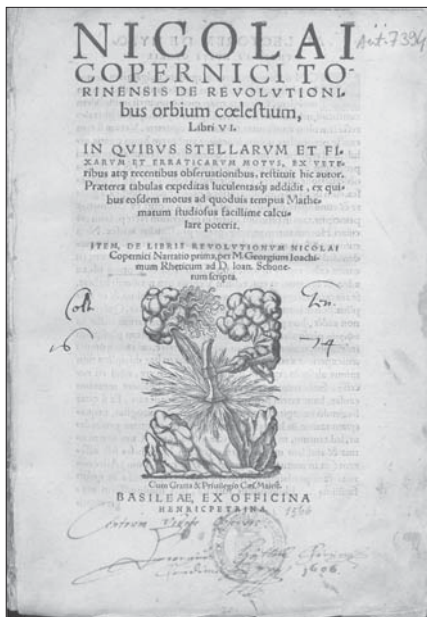 NICOLAI
Ant. 7394
COPERNICI TO-
RINENSIS DE REVOLVTIONI-
bus orbium cœlestium,
Libri VI.
IN QVIBVS STELLARVM ET FI-
XARVM ET ERRATICARVM MOTVS, EX VETE-
ribus atq; recentibus obseruationibus, restituit hic autor.
Præterea tabulas expeditas luculentasq; addidit, ex qui-
bus eosdem motus ad quoduis tempus Mathe-
matum studiosus facillime calcu-
lare poterit.
ITEM, DE LIBRIS REVOLVTIONVM NICOLAI
Copernici Narratio prima, per M. Georgium Ioachi-
mum Rheticum ad D. Ioan. Schone-
rum scripta.
Cum Gratia & Priuilegio Cæs. Maiest.
BASILEAE, EX OFFICINA
HENRICPETRINA.
1566
1606